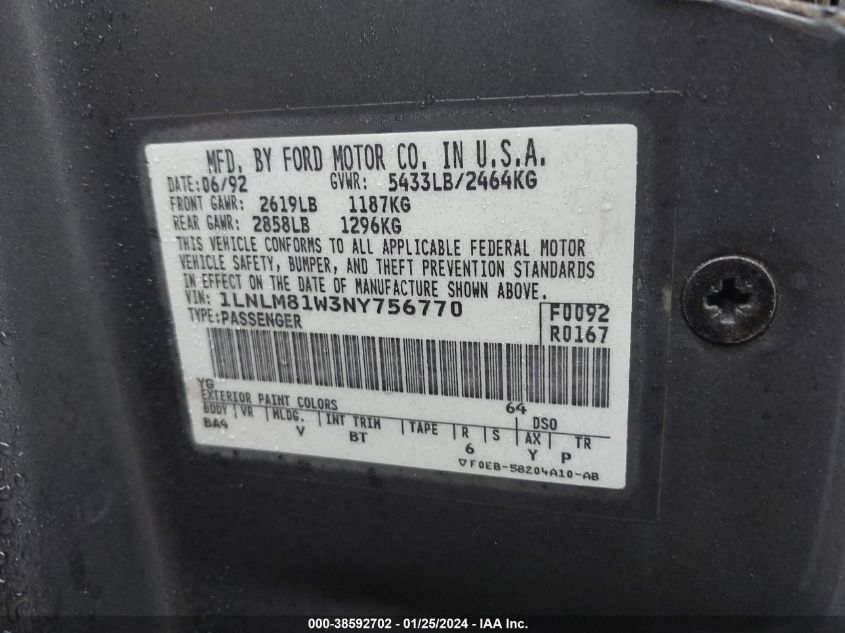 MFD. BY FORD MOTOR CO. IN U.S.A.
DATE: 06/92 GVWR: 5433LB/2464KG
FRONT GAWR: 2619LB 1187KG
REAR GAWR: 2858LB 1296KG
THIS VEHICLE CONFORMS TO ALL APPLICABLE FEDERAL MOTOR
VEHICLE SAFETY, BUMPER, AND THEFT PREVENTION STANDARDS
IN EFFECT ON THE DATE OF MANUFACTURE SHOWN ABOVE.
VIN: 1LNLM81W3NY756770 F0092
TYPE: PASSENGER R0167
YG 64
EXTERIOR PAINT COLORS DSO
BODY VR MLDG. INT TRIM TAPE R S AX TR
BA4 V BT 6 Y P
▽F0EB-58204A10-AB
000-38592702 - 01/25/2024 - IAA Inc.